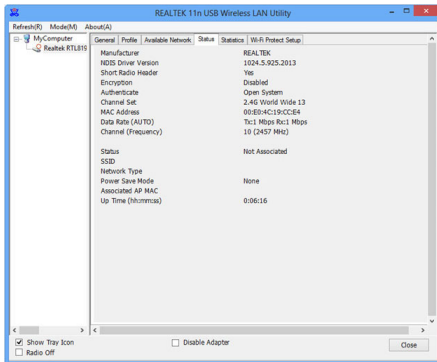 REALTEK 11n USB Wireless LAN Utility
Refresh(R) Mode(M) About(A)
MyComputer
Realtek RTL819
General Profile Available Network Status Statistics Wi-Fi Protect Setup
Manufacturer REALTEK
NDIS Driver Version 1024.5.925.2013
Short Radio Header Yes
Encryption Disabled
Authenticate Open System
Channel Set 2.4G World Wide 13
MAC Address 00:E0:4C:19:CC:E4
Data Rate (AUTO) Tx:1 Mbps Rx:1 Mbps
Channel (Frequency) 10 (2457 MHz)
Status Not Associated
SSID
Network Type
Power Save Mode None
Associated AP MAC
Up Time (hh:mm:ss) 0:06:16
Show Tray Icon Disable Adapter
Radio Off
Close